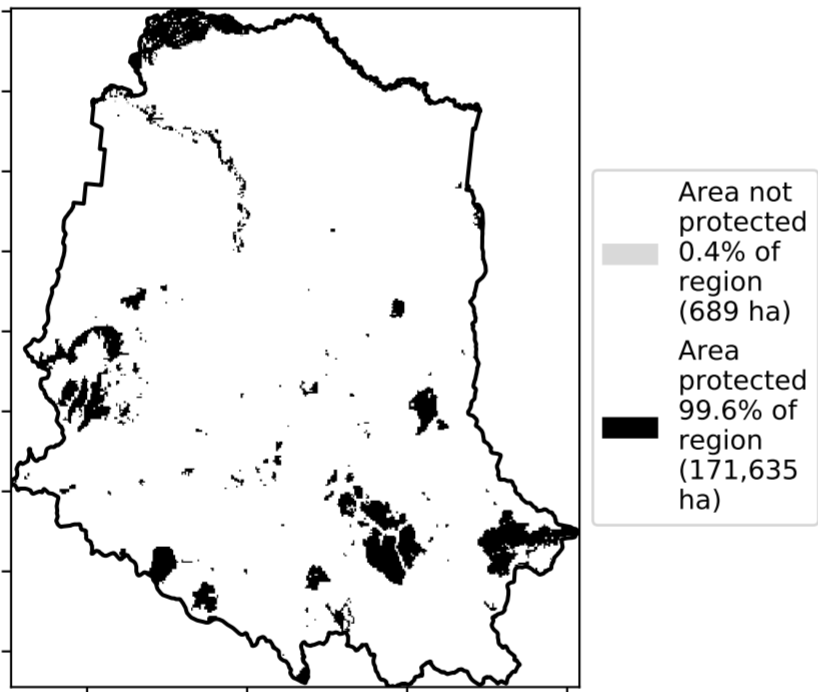 Area not
protected
0.4% of
region
(689 ha)
Area
protected
99.6% of
region
(171,635
ha)